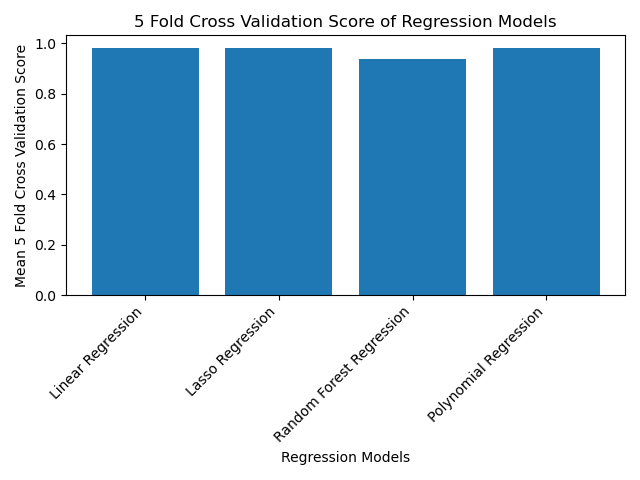 5 Fold Cross Validation Score of Regression Models
Mean 5 Fold Cross Validation Score
1.0
0.8
0.6
0.4
0.2
0.0
Linear Regression
Lasso Regression
Random Forest Regression
Polynomial Regression
Regression Models